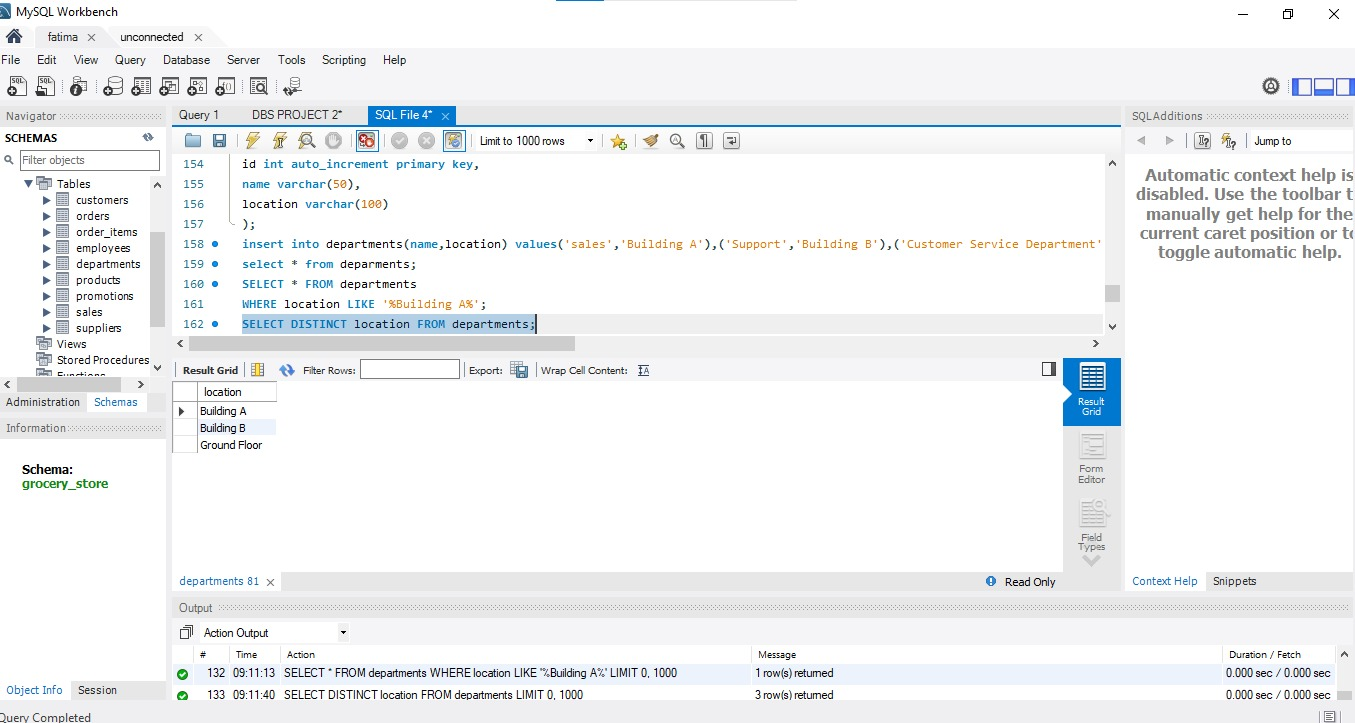 MySQL Workbench
fatima
unconnected
File Edit View Query Database Server Tools Scripting Help
Navigator
SCHEMAS
Filter objects
Tables
customers
orders
order_items
employees
departments
products
promotions
sales
suppliers
Views
Stored Procedures
Administration Schemas
Information
Schema:
grocery_store
Object Info Session
Query Completed
Query 1 DBS PROJECT 2* SQL File 4*
Limit to 1000 rows
154 id int auto_increment primary key,
155 name varchar(50),
156 location varchar(100)
157 );
158 insert into departments(name,location) values('sales','Building A'),('Support','Building B'),('Customer Service Department'
159 select * from deparments;
160 SELECT * FROM departments
161 WHERE location LIKE '%Building A%';
162 SELECT DISTINCT location FROM departments;
Result Grid Filter Rows: Export: Wrap Cell Content:
location
Building A
Building B
Ground Floor
Result
Grid
Form
Editor
Field
Types
departments 81
Read Only
Output
Action Output
# Time Action Message Duration / Fetch
132 09:11:13 SELECT * FROM departments WHERE location LIKE '%Building A%' LIMIT 0, 1000 1 row(s) returned 0.000 sec / 0.000 sec
133 09:11:40 SELECT DISTINCT location FROM departments LIMIT 0, 1000 3 row(s) returned 0.000 sec / 0.000 sec
SQLAdditions
Jump to
Automatic context help is
disabled. Use the toolbar t
manually get help for the
current caret position or to
toggle automatic help.
Context Help Snippets